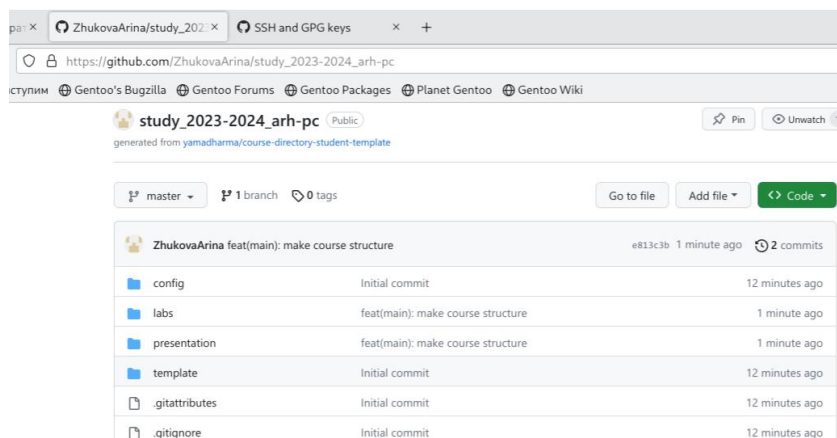 ZhukovaArina/study_202 SSH and GPG keys
https://github.com/ZhukovaArina/study_2023-2024_arh-pc
Gentoo's Bugzilla Gentoo Forums Gentoo Packages Planet Gentoo Gentoo Wiki
study_2023-2024_arh-pc Public Pin Unwatch
generated from yamadharma/course-directory-student-template
master 1 branch 0 tags Go to file Add file Code
ZhukovaArina feat(main): make course structure e813c3b 1 minute ago 2 commits
config Initial commit 12 minutes ago
labs feat(main): make course structure 1 minute ago
presentation feat(main): make course structure 1 minute ago
template Initial commit 12 minutes ago
.gitattributes Initial commit 12 minutes ago
.gitignore Initial commit 12 minutes ago